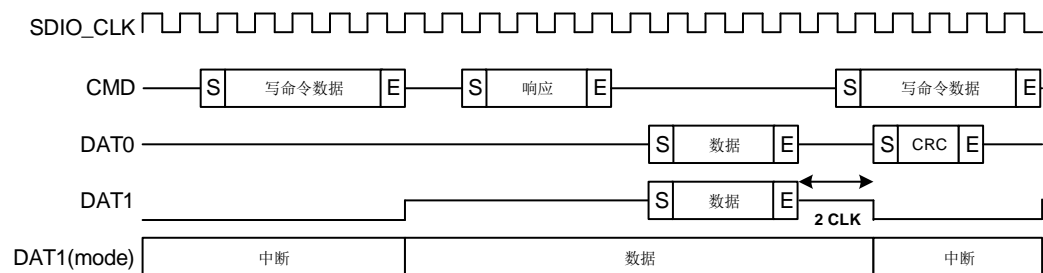 SDIO_CLK
CMD S 写命令数据 E S 响应 E S 写命令数据 E
DAT0 S 数据 E S CRC E
DAT1 S 数据 E
2 CLK
DAT1(mode) 中断 数据 中断